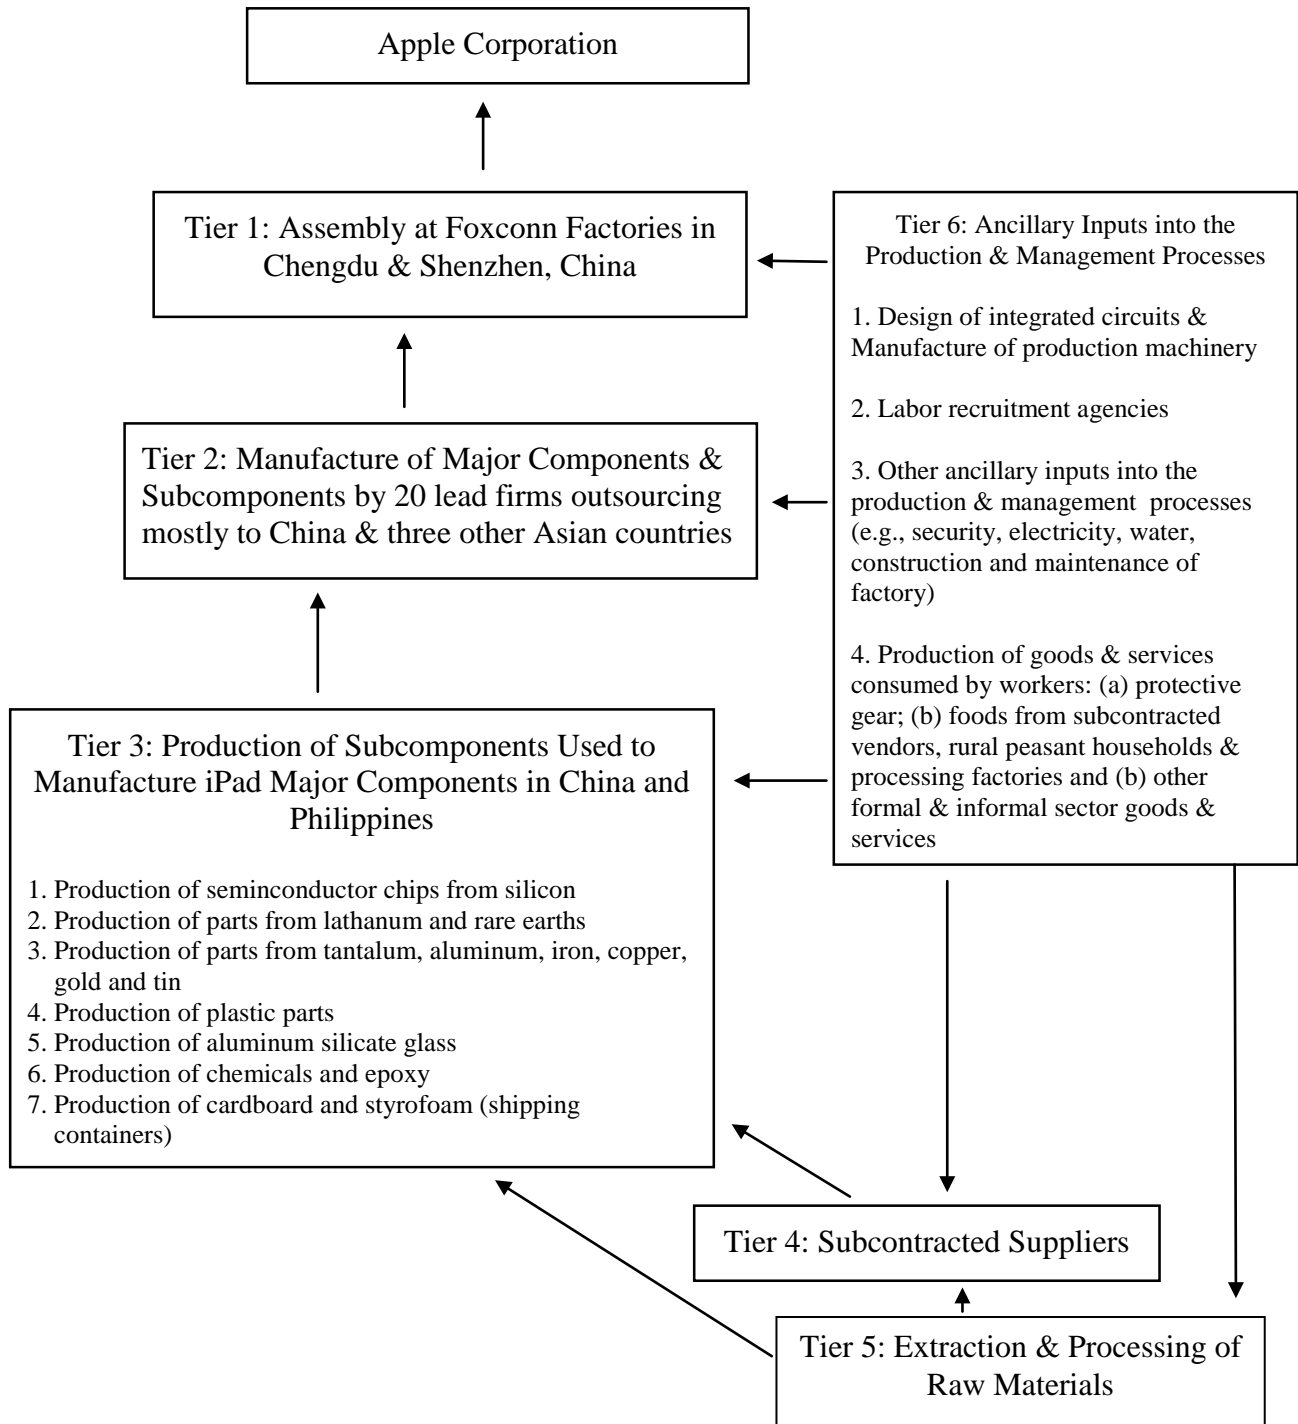 Apple Corporation
Tier 1: Assembly at Foxconn Factories in
Chengdu & Shenzhen, China
Tier 6: Ancillary Inputs into the
Production & Management Processes
1. Design of integrated circuits &
Manufacture of production machinery
2. Labor recruitment agencies
3. Other ancillary inputs into the
production & management processes
(e.g., security, electricity, water,
construction and maintenance of
factory)
4. Production of goods & services
consumed by workers: (a) protective
gear; (b) foods from subcontracted
vendors, rural peasant households &
processing factories and (b) other
formal & informal sector goods &
services
Tier 2: Manufacture of Major Components &
Subcomponents by 20 lead firms outsourcing
mostly to China & three other Asian countries
Tier 3: Production of Subcomponents Used to
Manufacture iPad Major Components in China and
Philippines
1. Production of seminconductor chips from silicon
2. Production of parts from lathanum and rare earths
3. Production of parts from tantalum, aluminum, iron, copper,
gold and tin
4. Production of plastic parts
5. Production of aluminum silicate glass
6. Production of chemicals and epoxy
7. Production of cardboard and styrofoam (shipping
containers)
Tier 4: Subcontracted Suppliers
Tier 5: Extraction & Processing of
Raw Materials